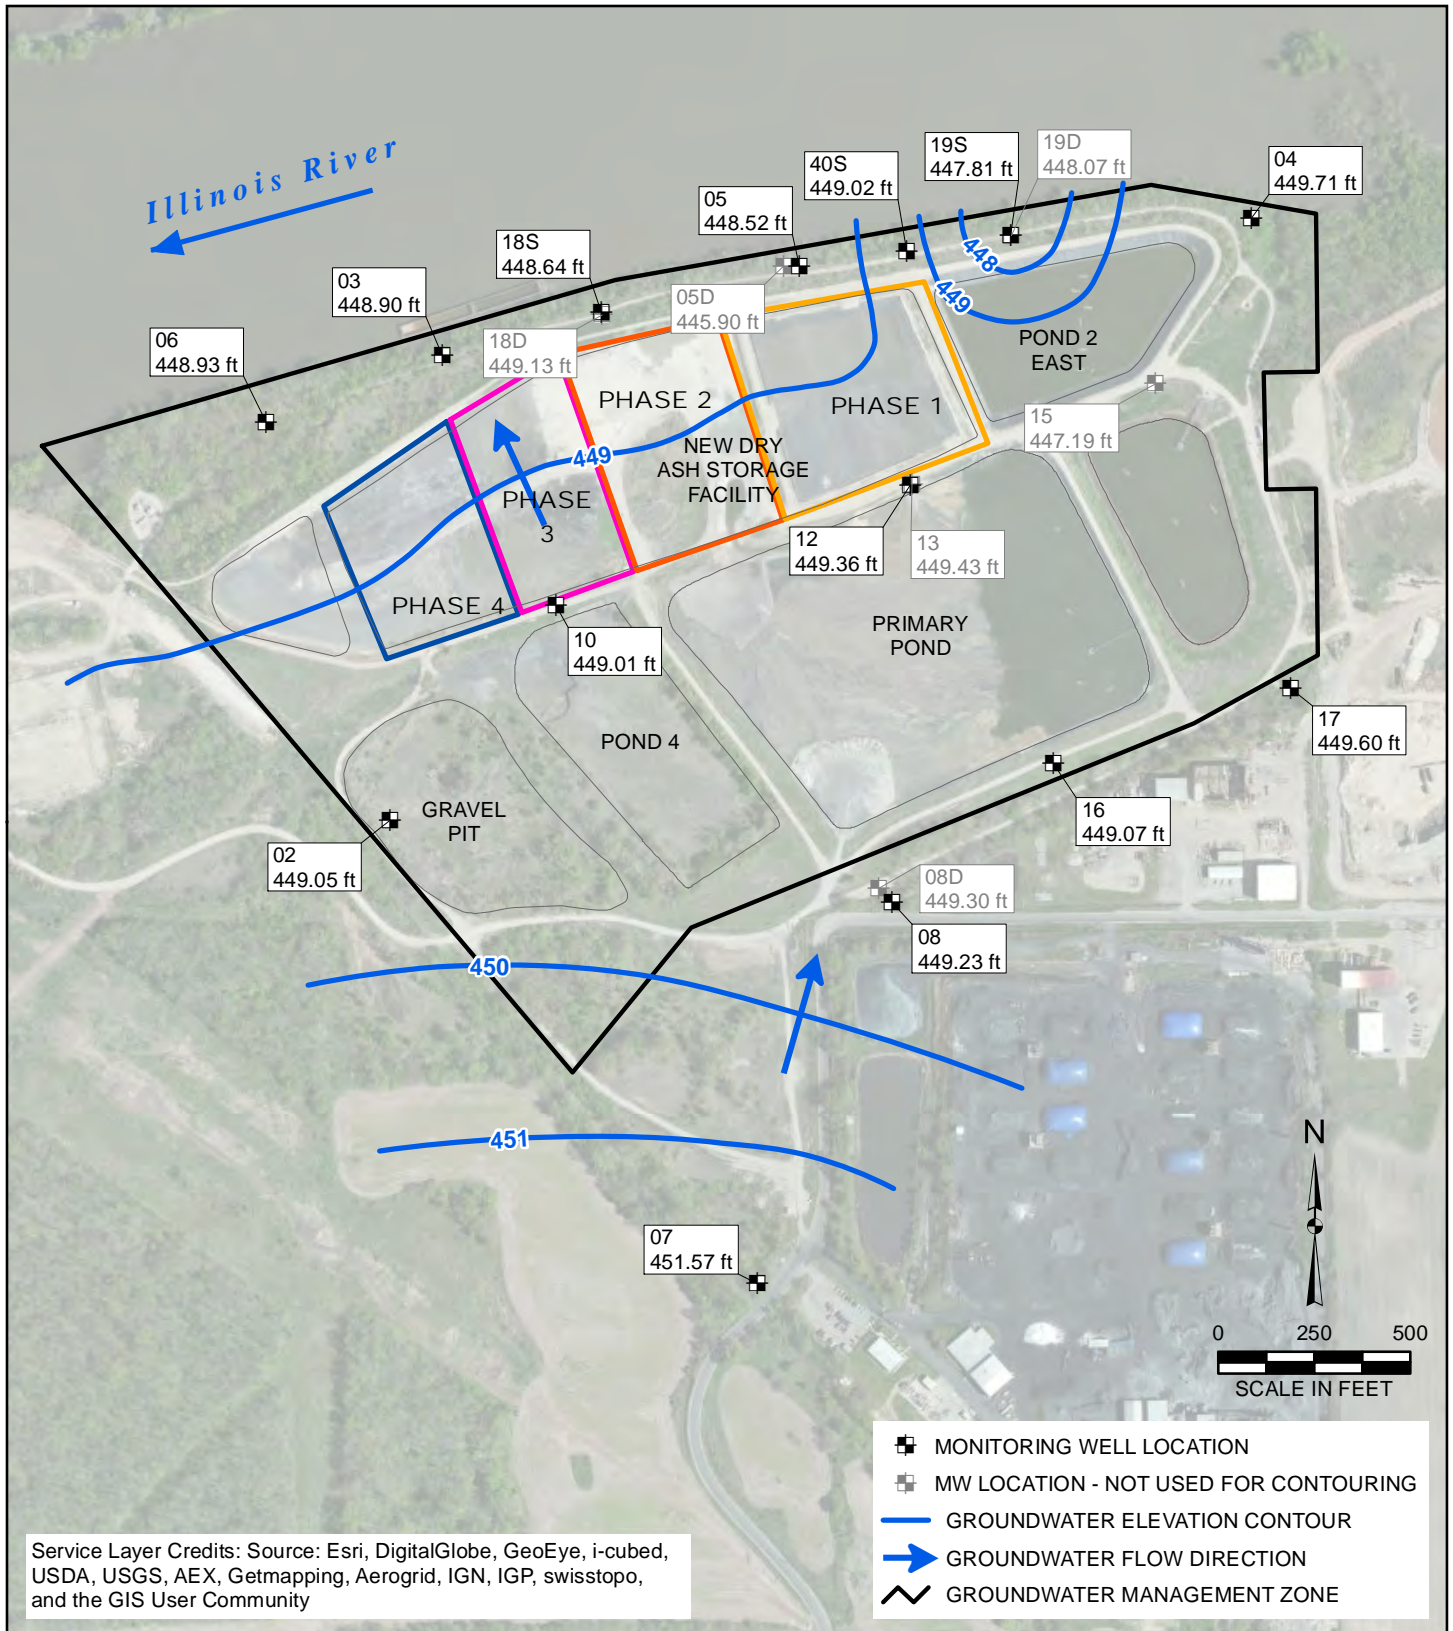 Illinois River
19S
447.81 ft
19D
448.07 ft
04
449.71 ft
40S
449.02 ft
05
448.52 ft
18S
448.64 ft
03
448.90 ft
06
448.93 ft
05D
445.90 ft
18D
449.13 ft
448
449
POND 2
EAST
PHASE 2
PHASE 1
15
447.19 ft
449
NEW DRY
ASH STORAGE
FACILITY
PHASE
3
12
449.36 ft
13
449.43 ft
PHASE 4
10
449.01 ft
PRIMARY
POND
17
449.60 ft
POND 4
16
449.07 ft
GRAVEL
PIT
02
449.05 ft
08D
449.30 ft
08
449.23 ft
450
451
07
451.57 ft
N
0 250 500
SCALE IN FEET
MONITORING WELL LOCATION
MW LOCATION - NOT USED FOR CONTOURING
GROUNDWATER ELEVATION CONTOUR
GROUNDWATER FLOW DIRECTION
GROUNDWATER MANAGEMENT ZONE
Service Layer Credits: Source: Esri, DigitalGlobe, GeoEye, i-cubed,
USDA, USGS, AEX, Getmapping, Aerogrid, IGN, IGP, swisstopo,
and the GIS User Community